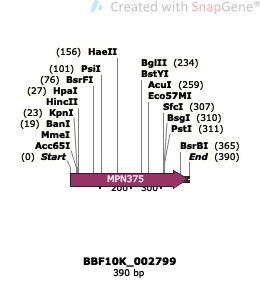 Created with SnapGene®
(156) HaeII
(101) PsiI
(76) BsrFI
(27) HpaI
HincII
(23) KpnI
(19) BanI
MmeI
Acc65I
(0) Start
BglII (234)
BstYI
AcuI (259)
Eco57MI
SfcI (307)
BsgI (310)
PstI (311)
BsrBI (365)
End (390)
MPN375
200 300
BBF10K_002799
390 bp